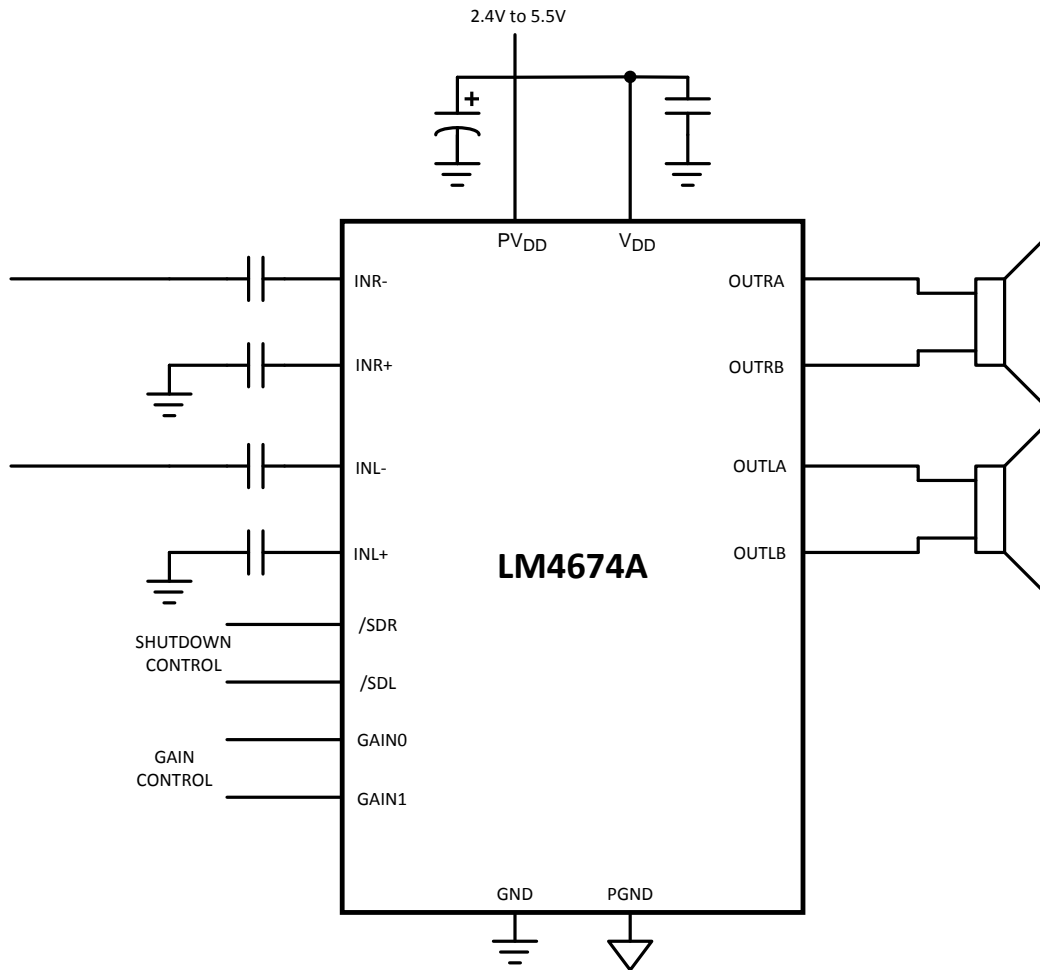 2.4V to 5.5V
+
PVDD
VDD
INR-
OUTRA
INR+
OUTRB
INL-
OUTLA
INL+
OUTLB
LM4674A
/SDR
SHUTDOWN
CONTROL
/SDL
GAIN0
GAIN
CONTROL
GAIN1
GND
PGND